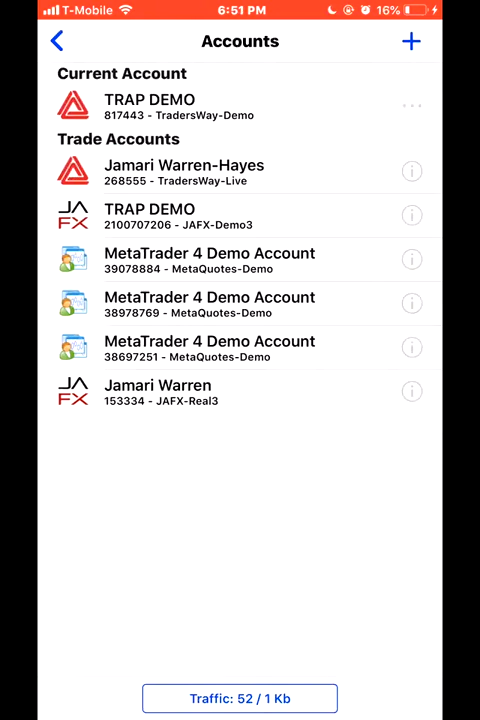 T-Mobile 6:51 PM 16%
Accounts
Current Account
TRAP DEMO
817443 - TradersWay-Demo
Trade Accounts
Jamari Warren-Hayes
268555 - TradersWay-Live
JA
FX
TRAP DEMO
2100707206 - JAFX-Demo3
MetaTrader 4 Demo Account
39078884 - MetaQuotes-Demo
MetaTrader 4 Demo Account
38978769 - MetaQuotes-Demo
MetaTrader 4 Demo Account
38697251 - MetaQuotes-Demo
JA
FX
Jamari Warren
153334 - JAFX-Real3
Traffic: 52 / 1 Kb